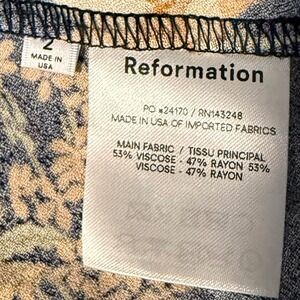 2
MADE IN
USA
Reformation
PO #24170 / RN143248
MADE IN USA OF IMPORTED FABRICS
MAIN FABRIC / TISSU PRINCIPAL
53% VISCOSE - 47% RAYON 53%
VISCOSE - 47% RAYON